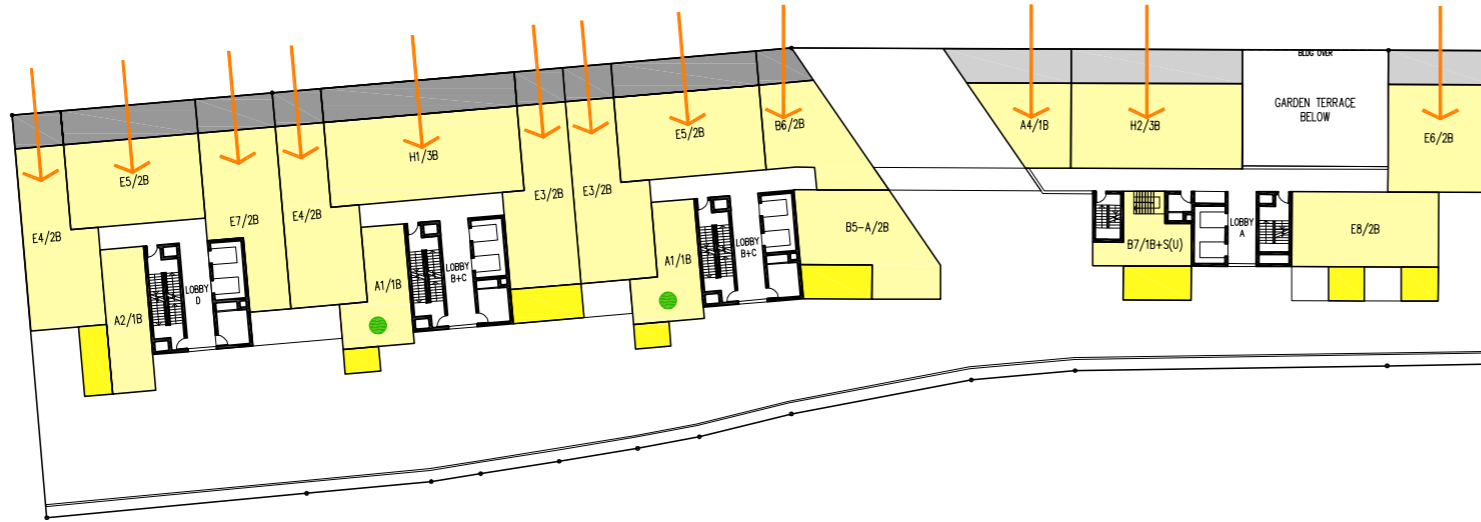 BLDG OVER
GARDEN TERRACE
BELOW
E4/2B
E5/2B
E7/2B
E4/2B
H1/3B
E3/2B
E3/2B
E5/2B
B6/2B
A4/1B
H2/3B
E6/2B
A2/1B
LOBBY
D
A1/1B
LOBBY
B+C
A1/1B
LOBBY
B+C
B5-A/2B
B7/1B+S(U)
LOBBY
A
E8/2B